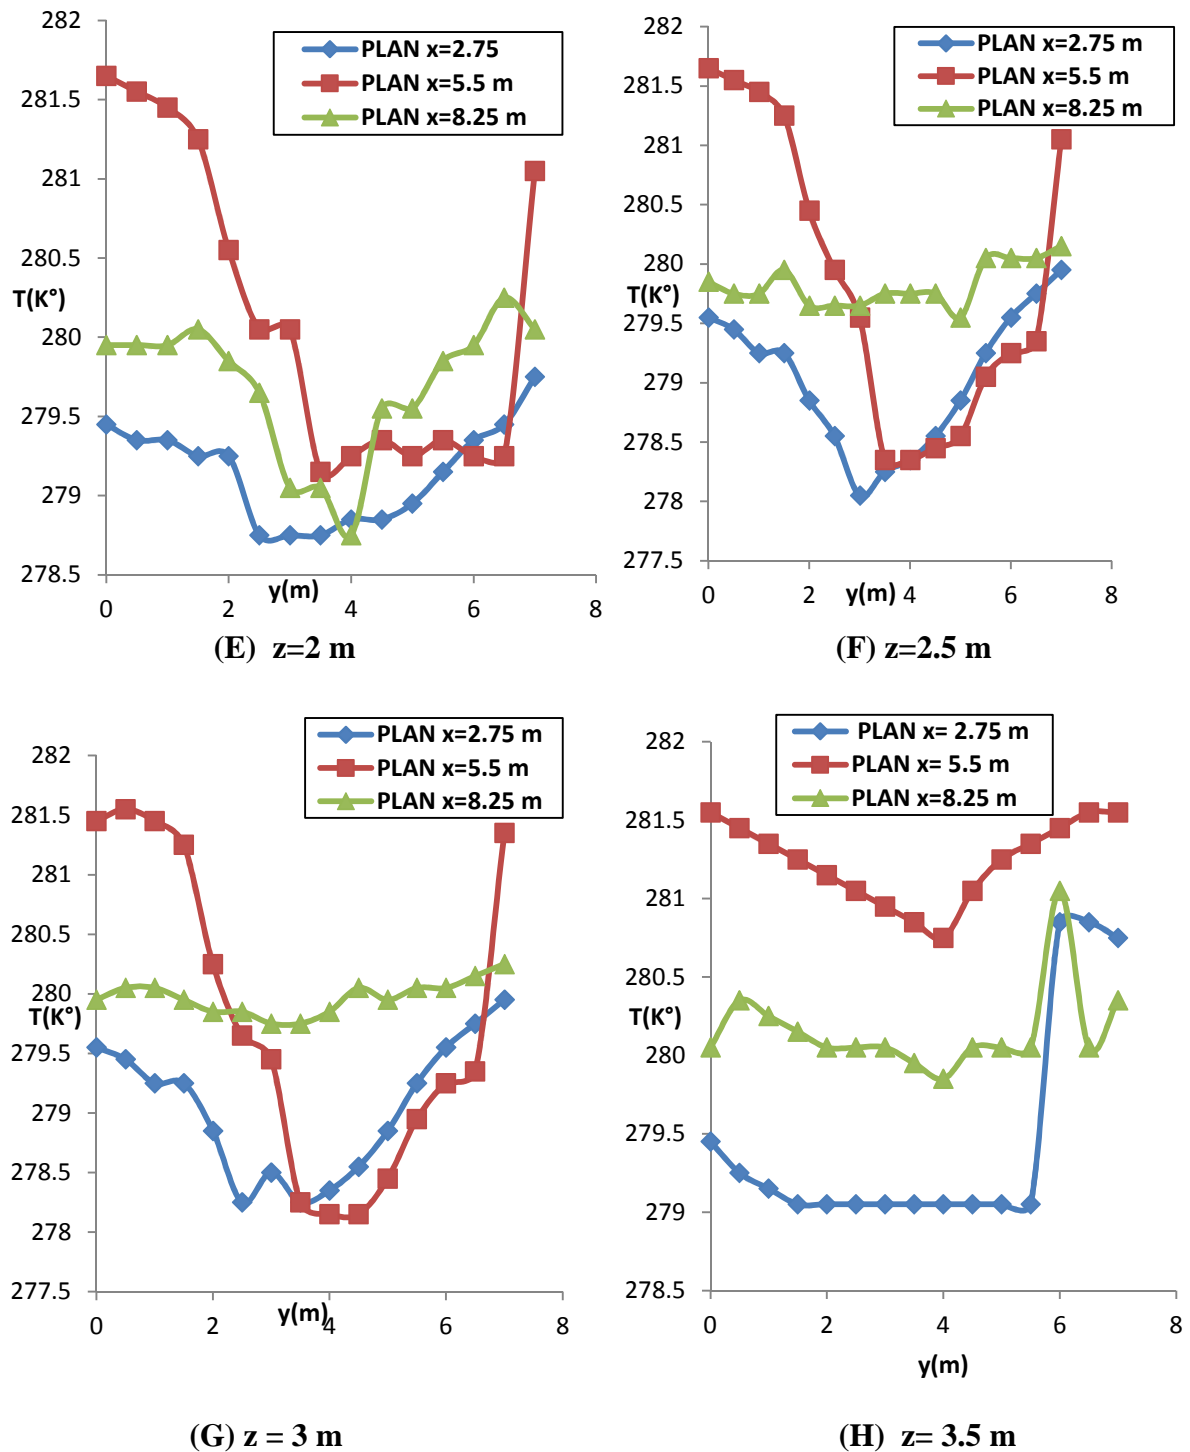 282
281.5
281
280.5
280
279.5
279
278.5
T(K°)
0
2
4
6
8
y(m)
PLAN x=2.75
PLAN x=5.5 m
PLAN x=8.25 m
(E) z=2 m
282
281.5
281
280.5
280
279.5
279
278.5
278
277.5
T(K°)
0
2
4
6
8
y(m)
PLAN x=2.75 m
PLAN x=5.5 m
PLAN x=8.25 m
(F) z=2.5 m
282
281.5
281
280.5
280
279.5
279
278.5
278
277.5
T(K°)
0
2
4
6
8
y(m)
PLAN x=2.75 m
PLAN x=5.5 m
PLAN x=8.25 m
(G) z = 3 m
282
281.5
281
280.5
280
279.5
279
278.5
T(K°)
0
2
4
6
8
y(m)
PLAN x= 2.75 m
PLAN x= 5.5 m
PLAN x=8.25 m
(H) z= 3.5 m